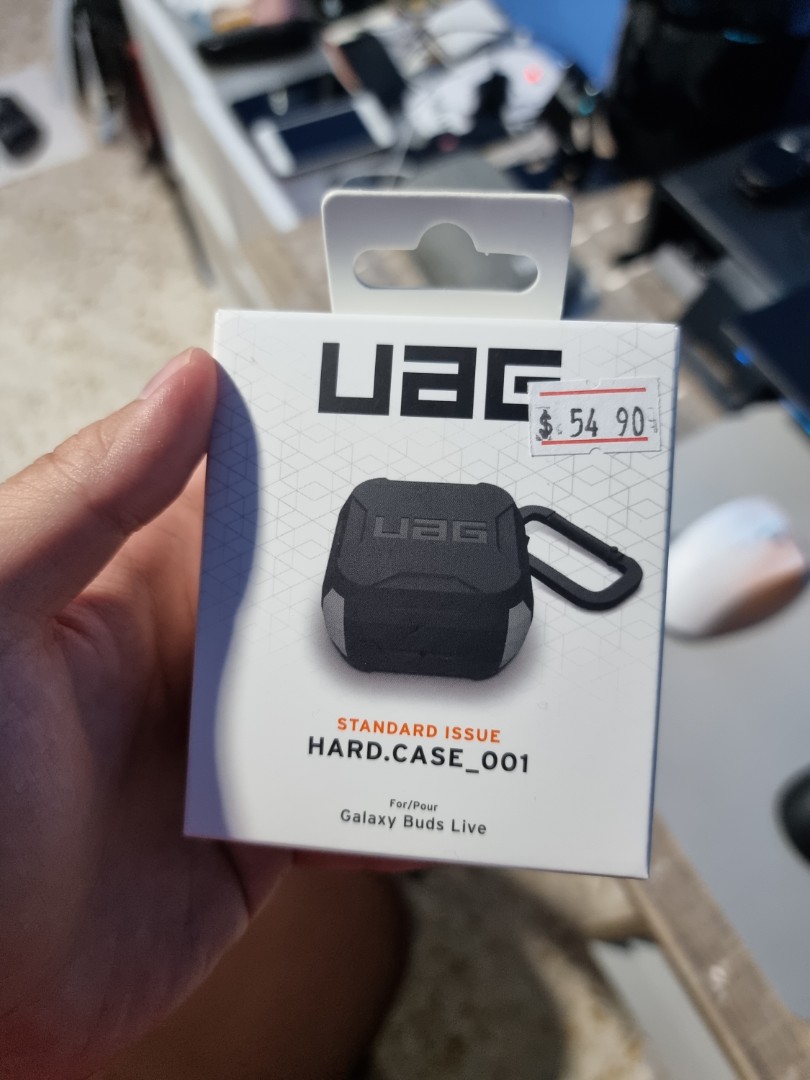 UAG
$ 54 90
UAG
STANDARD ISSUE
HARD.CASE_001
For/Pour
Galaxy Buds Live